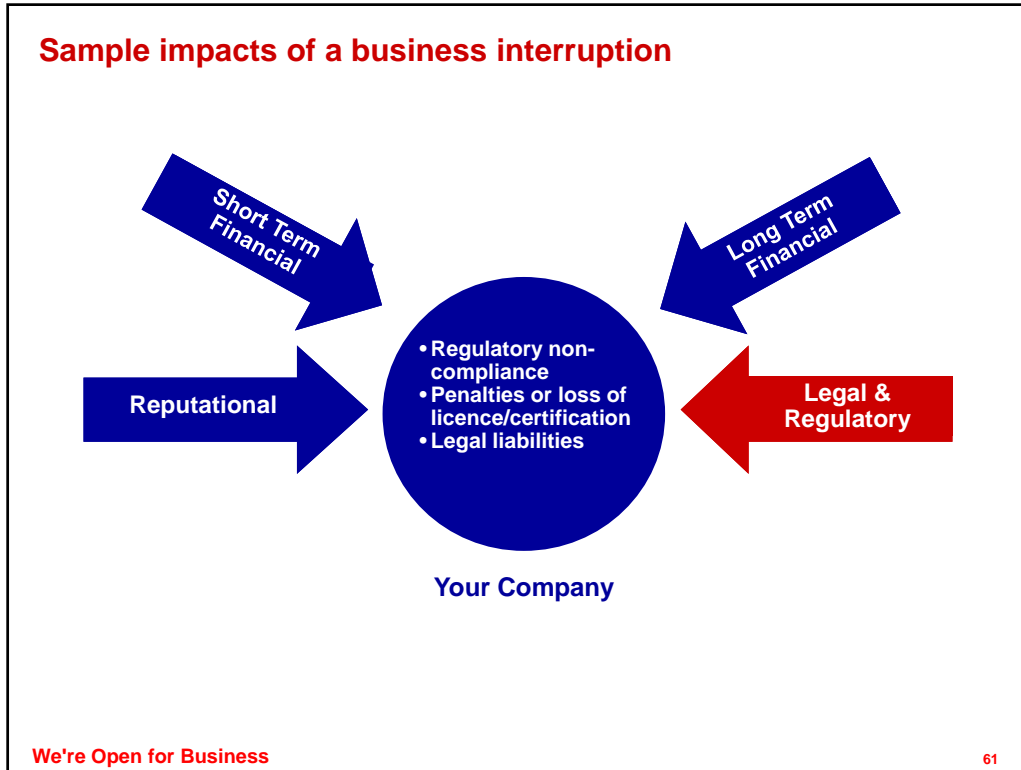 Sample impacts of a business interruption
Short Term
Financial
Long Term
Financial
Reputational
• Regulatory non-
compliance
• Penalties or loss of
licence/certification
• Legal liabilities
Legal &
Regulatory
Your Company
We're Open for Business
61